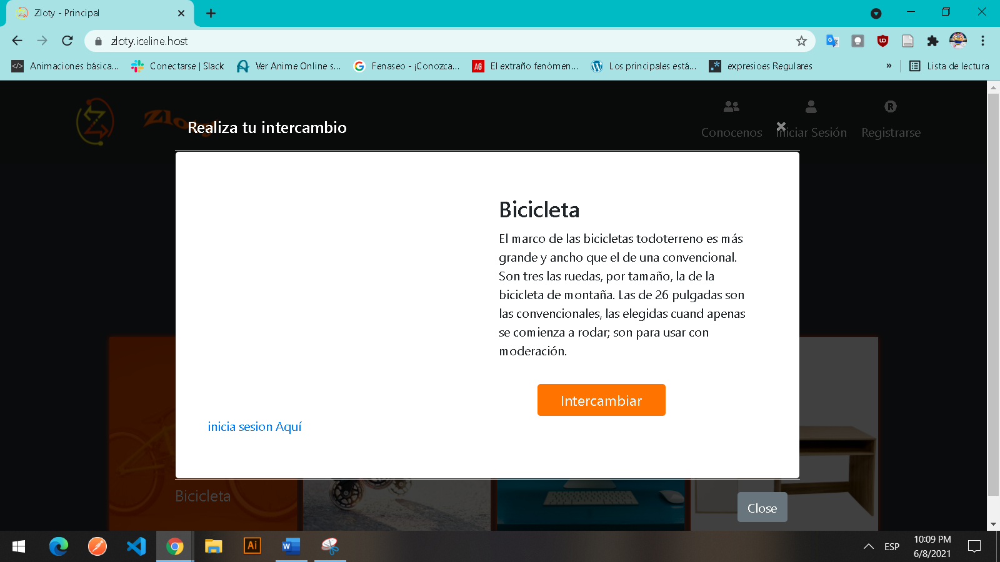 Zloty - Principal
zloty.iceline.host
Animaciones básica...
Conectarse | Slack
Ver Anime Online s...
Fenaseo - ¡Conozca...
El extraño fenómen...
Los principales está...
expresioes Regulares
»
Lista de lectura
Zloty
Conocenos
Iniciar Sesión
Registrarse
Realiza tu intercambio
Bicicleta
El marco de las bicicletas todoterreno es más
grande y ancho que el de una convencional.
Son tres las ruedas, por tamaño, la de la
bicicleta de montaña. Las de 26 pulgadas son
las convencionales, las elegidas cuand apenas
se comienza a rodar; son para usar con
moderación.
Intercambiar
inicia sesion Aquí
Bicicleta
Close
ESP
10:09 PM
6/8/2021